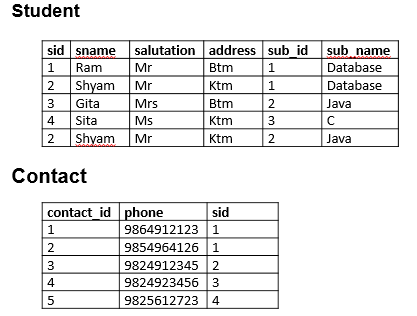 Student
sid sname salutation address sub_id sub_name
1 Ram Mr Btm 1 Database
2 Shyam Mr Ktm 1 Database
3 Gita Mrs Btm 2 Java
4 Sita Ms Ktm 3 C
2 Shyam Mr Ktm 2 Java
Contact
contact_id phone sid
1 9864912123 1
2 9854964126 1
3 9824912345 2
4 9824923456 3
5 9825612723 4